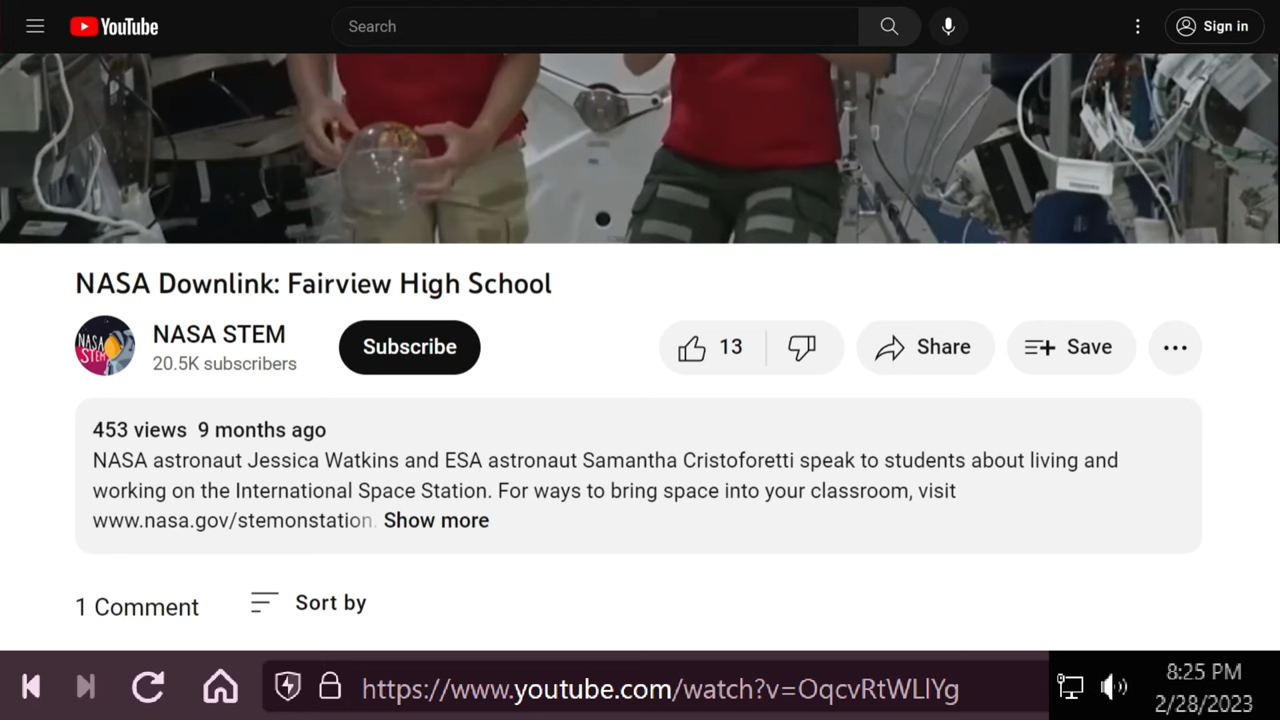 YouTube
Search
Sign in
NASA Downlink: Fairview High School
NASA STEM
NASA STEM
20.5K subscribers
Subscribe
13
Share
Save
453 views 9 months ago
NASA astronaut Jessica Watkins and ESA astronaut Samantha Cristoforetti speak to students about living and
working on the International Space Station. For ways to bring space into your classroom, visit
www.nasa.gov/stemonstation. Show more
1 Comment
Sort by
https://www.youtube.com/watch?v=OqcvRtWLlYg
8:25 PM
2/28/2023